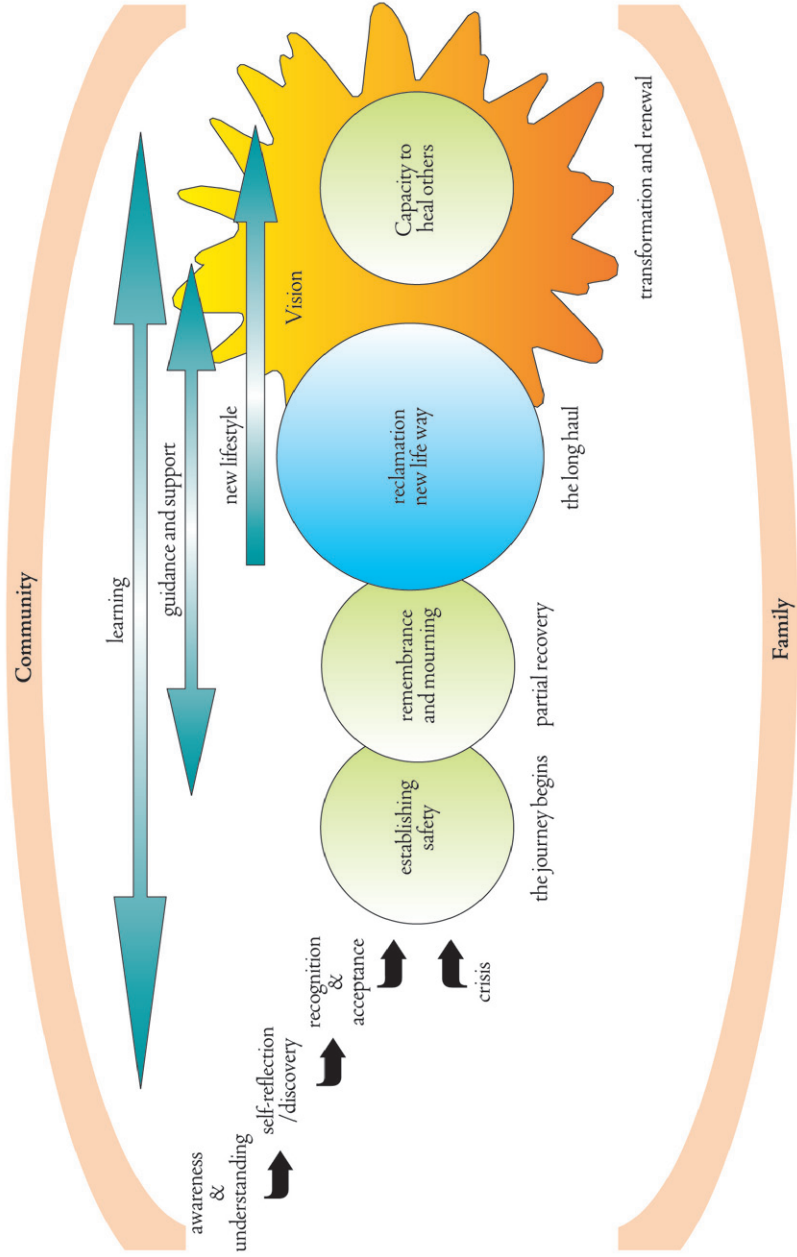 Community
learning
guidance and support
new lifestyle
Vision
awareness
&
understanding
self-reflection
/discovery
recognition
&
acceptance
crisis
establishing
safety
remembrance
and mourning
reclamation
new life way
Capacity to
heal others
the journey begins
partial recovery
the long haul
transformation and renewal
Family